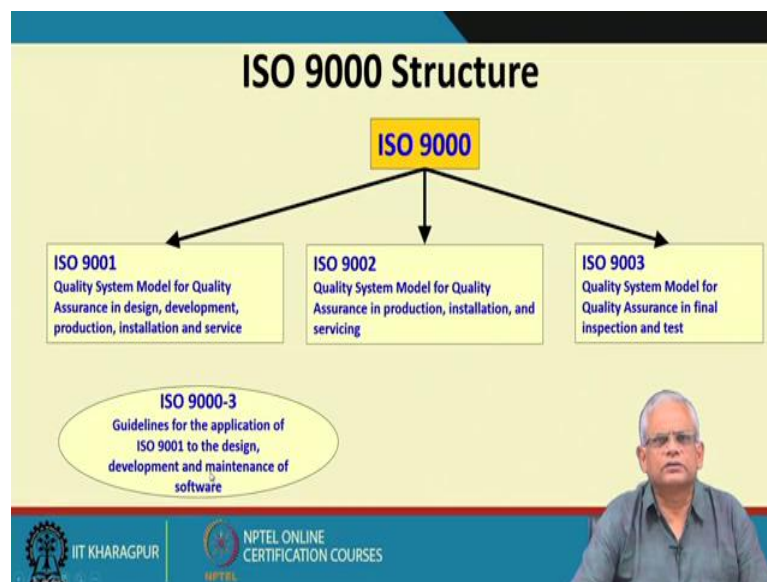 ISO 9000 Structure
ISO 9000
ISO 9001
Quality System Model for Quality
Assurance in design, development,
production, installation and service
ISO 9002
Quality System Model for Quality
Assurance in production, installation, and
servicing
ISO 9003
Quality System Model for
Quality Assurance in final
inspection and test
ISO 9000-3
Guidelines for the application of
ISO 9001 to the design,
development and maintenance of
software
IIT KHARAGPUR
NPTEL
NPTEL ONLINE
CERTIFICATION COURSES